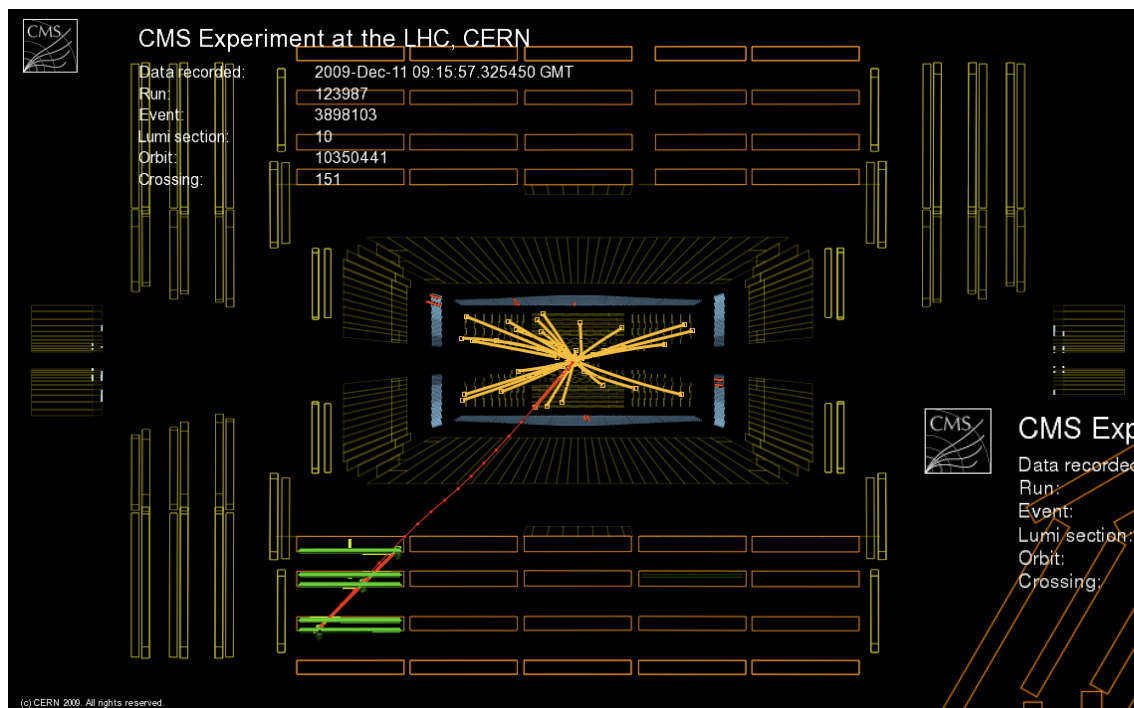 CMS
CMS Experiment at the LHC, CERN
Data recorded: 2009-Dec-11 09:15:57.325450 GMT
Run: 123987
Event: 3898103
Lumi section: 10
Orbit: 10350441
Crossing: 151
CMS
CMS Exp
Data recorded
Run:
Event:
Lumi section:
Orbit:
Crossing:
(c) CERN 2009. All rights reserved.